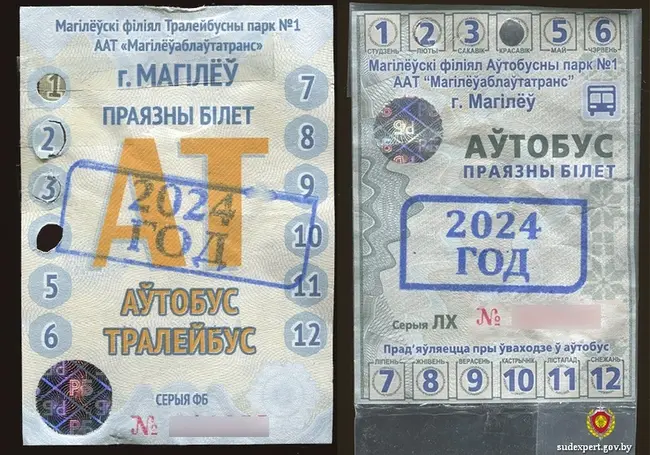 Магілёўскі філіял Тралейбусны парк №1
ААТ «Магілёўаблаўтатранс»
г. МАГІЛЁЎ
ПРАЯЗНЫ БІЛЕТ
АТ
2024
ГОД
1
2
3
5
6
7
8
9
10
11
12
АЎТОБУС
ТРАЛЕЙБУС
СЕРЫЯ ФБ
№
РБ
1 2 3 5 6
СТУДЗЕНЬ ЛЮТЫ САКАВІК КРАСАВІК МАЙ ЧЭРВЕНЬ
Магілёўскі філіял Аўтобусны парк №1
ААТ "Магілёўаблаўтатранс"
г. Магілёў
РБ
АЎТОБУС
ПРАЯЗНЫ БІЛЕТ
2024
ГОД
Серыя ЛХ №
Прад'яўляецца пры ўваходзе ў аўтобус
ЛІПЕНЬ ЖНІВЕНЬ ВЕРАСЕНЬ КАСТРЫЧНІК ЛІСТАПАД СНЕЖАНЬ
7 8 9 10 11 12
sudexpert.gov.by